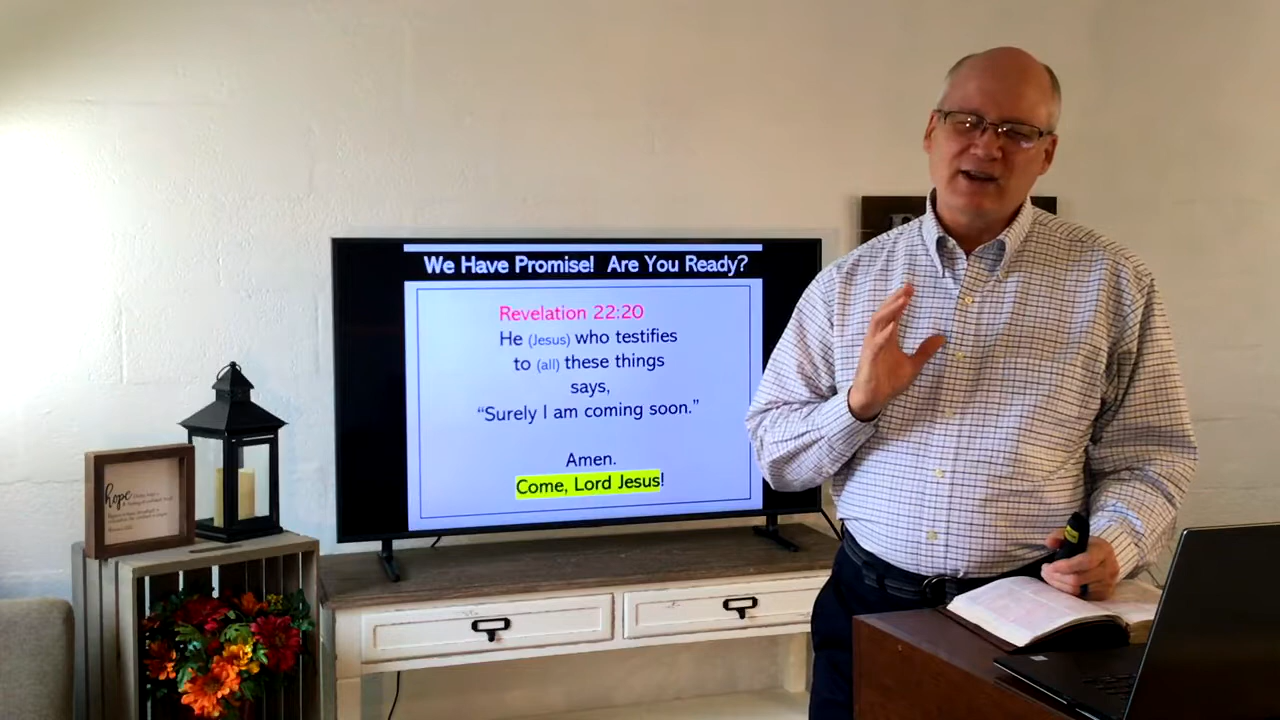 We Have Promise! Are You Ready?
Revelation 22:20
He (Jesus) who testifies
to (all) these things
says,
“Surely I am coming soon.”
Amen.
Come, Lord Jesus!
hope